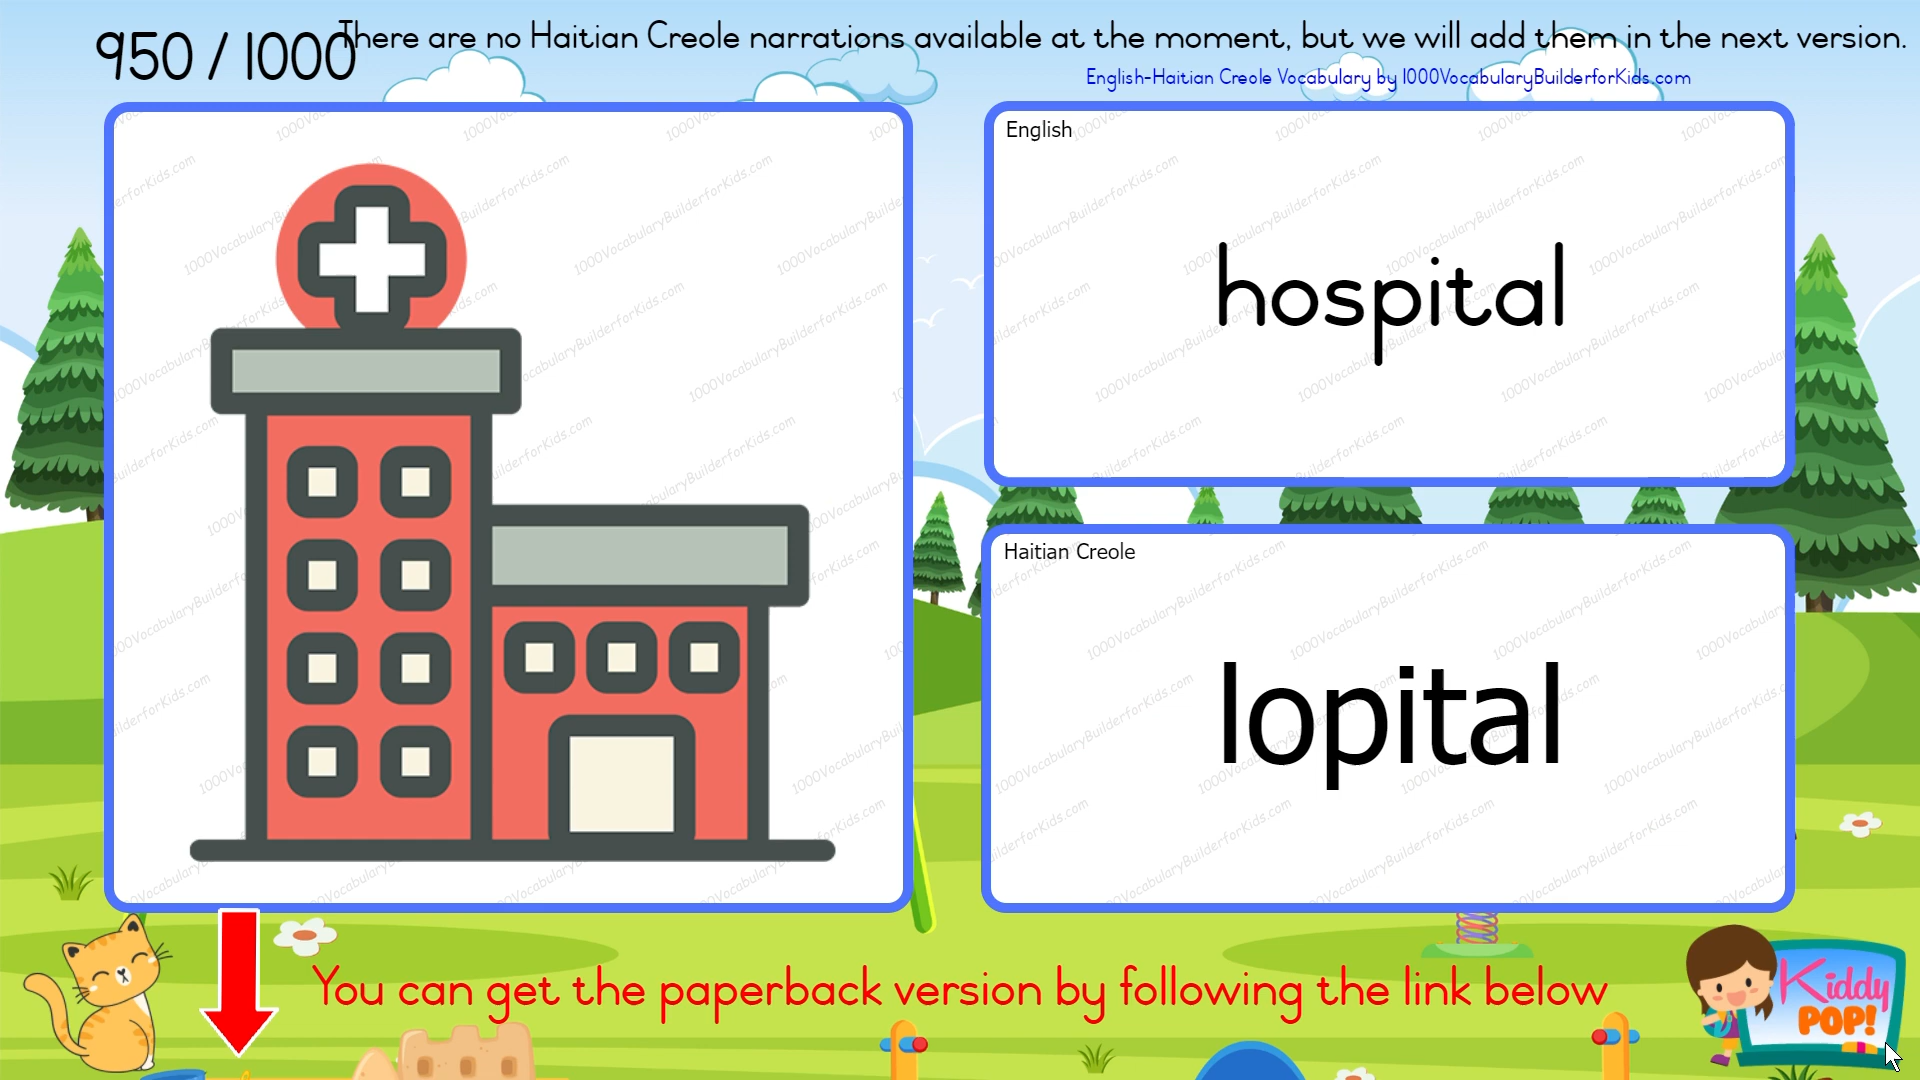 950 / 1000
There are no Haitian Creole narrations available at the moment, but we will add them in the next version.
English-Haitian Creole Vocabulary by 1000VocabularyBuilderforKids.com
English
hospital
Haitian Creole
lopital
You can get the paperback version by following the link below
Kiddy
POP!
1000VocabularyBuilderforKids.com